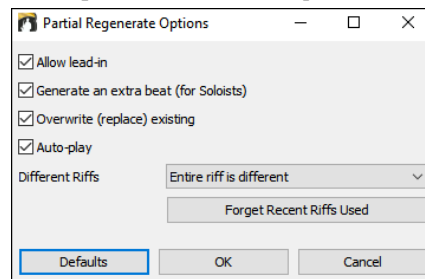 Partial Regenerate Options
Allow lead-in
Generate an extra beat (for Soloists)
Overwrite (replace) existing
Auto-play
Different Riffs Entire riff is different
Forget Recent Riffs Used
Defaults OK Cancel